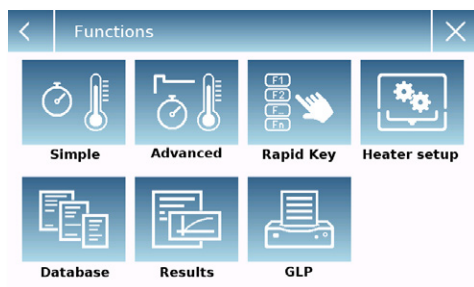 Functions
F1
F2
F...
Fn
Simple
Advanced
Rapid Key
Heater setup
Database
Results
GLP